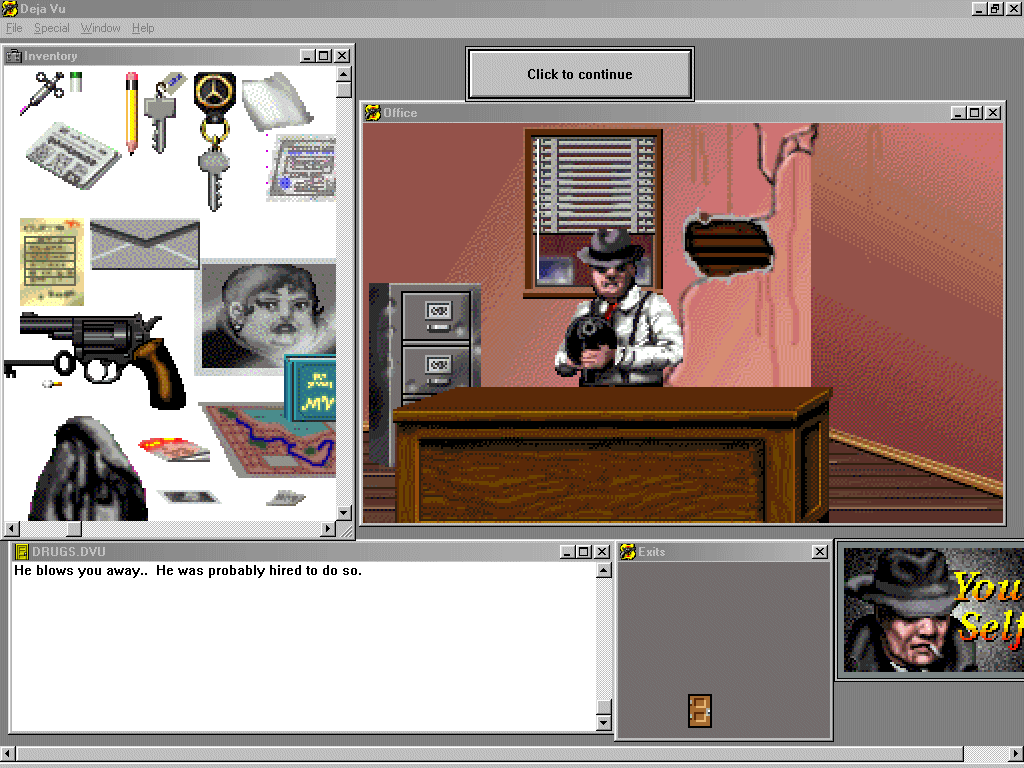 Deja Vu
File Special Window Help
Inventory
Click to continue
Office
DRUGS.DVU
He blows you away.. He was probably hired to do so.
Exits
You
Self